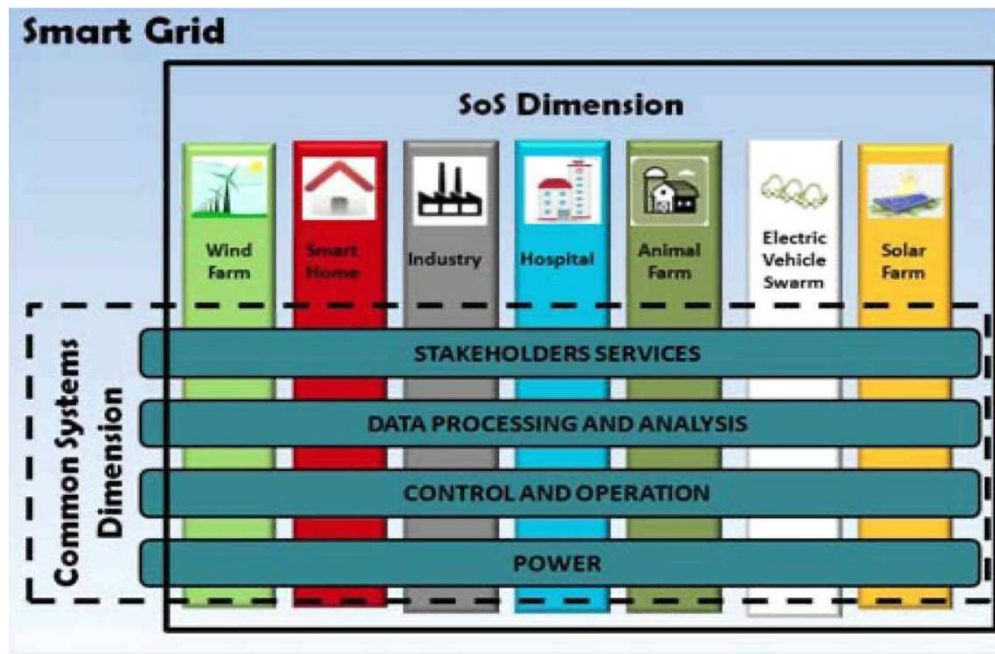 Smart Grid
SoS Dimension
Wind
Farm
Smart
Home
Industry
Hospital
Animal
Farm
Electric
Vehicle
Swarm
Solar
Farm
Common Systems
Dimension
STAKEHOLDERS SERVICES
DATA PROCESSING AND ANALYSIS
CONTROL AND OPERATION
POWER